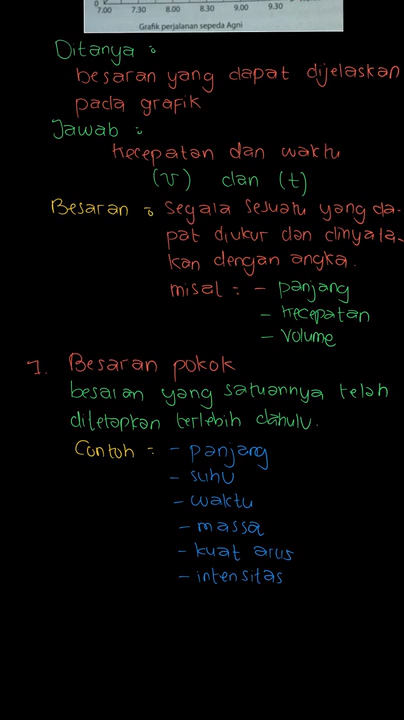 0
7.00 7.30 8.00 8.30 9.00 9.30
Grafik perjalanan sepeda Agni
Ditanya :
besaran yang dapat dijelaskan
pada grafik
Jawab :
Kecepatan dan waktu
(v) dan (t)
Besaran : Segala sesuatu yang da-
pat diukur dan dinyata-
kan dengan angka.
misal : - panjang
- Kecepatan
- Volume
1. Besaran pokok
besaran yang satuannya telah
ditetapkan terlebih dahulu.
Contoh : - panjang
- suhu
- waktu
- massa
- kuat arus
- intensitas